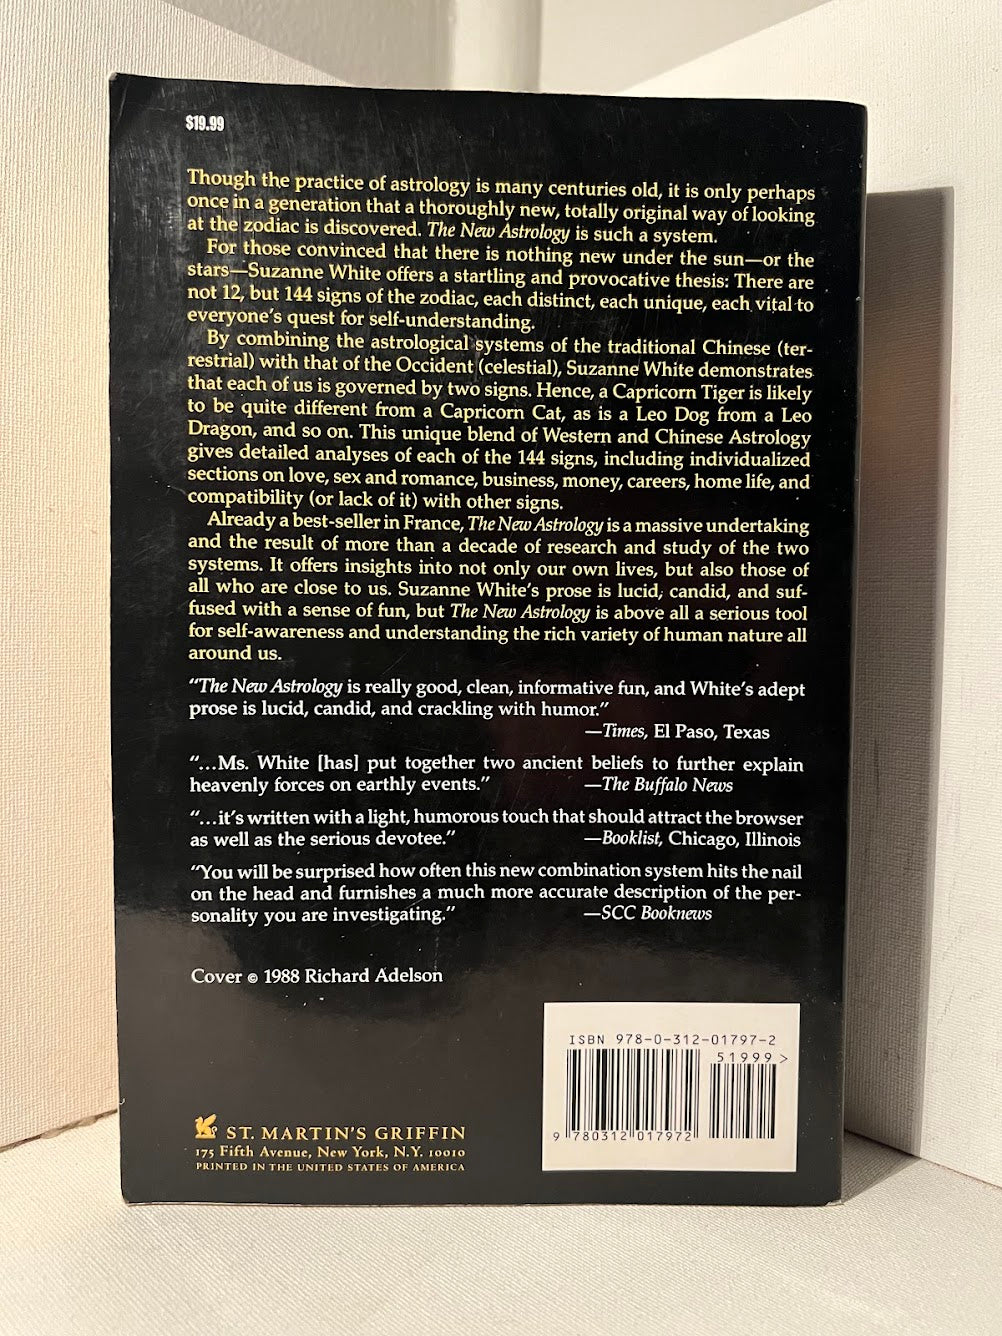 $19.99
Though the practice of astrology is many centuries old, it is only perhaps
once in a generation that a thoroughly new, totally original way of looking
at the zodiac is discovered. The New Astrology is such a system.
For those convinced that there is nothing new under the sun—or the
stars—Suzanne White offers a startling and provocative thesis: There are
not 12, but 144 signs of the zodiac, each distinct, each unique, each vital to
everyone's quest for self-understanding.
By combining the astrological systems of the traditional Chinese (ter-
restrial) with that of the Occident (celestial), Suzanne White demonstrates
that each of us is governed by two signs. Hence, a Capricorn Tiger is likely
to be quite different from a Capricorn Cat, as is a Leo Dog from a Leo
Dragon, and so on. This unique blend of Western and Chinese Astrology
gives detailed analyses of each of the 144 signs, including individualized
sections on love, sex and romance, business, money, careers, home life, and
compatibility (or lack of it) with other signs.
Already a best-seller in France, The New Astrology is a massive undertaking
and the result of more than a decade of research and study of the two
systems. It offers insights into not only our own lives, but also those of
all who are close to us. Suzanne White's prose is lucid, candid, and suf-
fused with a sense of fun, but The New Astrology is above all a serious tool
for self-awareness and understanding the rich variety of human nature all
around us.
"The New Astrology is really good, clean, informative fun, and White's adept
prose is lucid, candid, and crackling with humor."
—Times, El Paso, Texas
"...Ms. White [has] put together two ancient beliefs to further explain
heavenly forces on earthly events." —The Buffalo News
"...it's written with a light, humorous touch that should attract the browser
as well as the serious devotee." —Booklist, Chicago, Illinois
"You will be surprised how often this new combination system hits the nail
on the head and furnishes a much more accurate description of the per-
sonality you are investigating." —SCC Booknews
Cover © 1988 Richard Adelson
ISBN 978-0-312-01797-2
51999>
9 780312 017972
ST. MARTIN'S GRIFFIN
175 Fifth Avenue, New York, N.Y. 10010
PRINTED IN THE UNITED STATES OF AMERICA